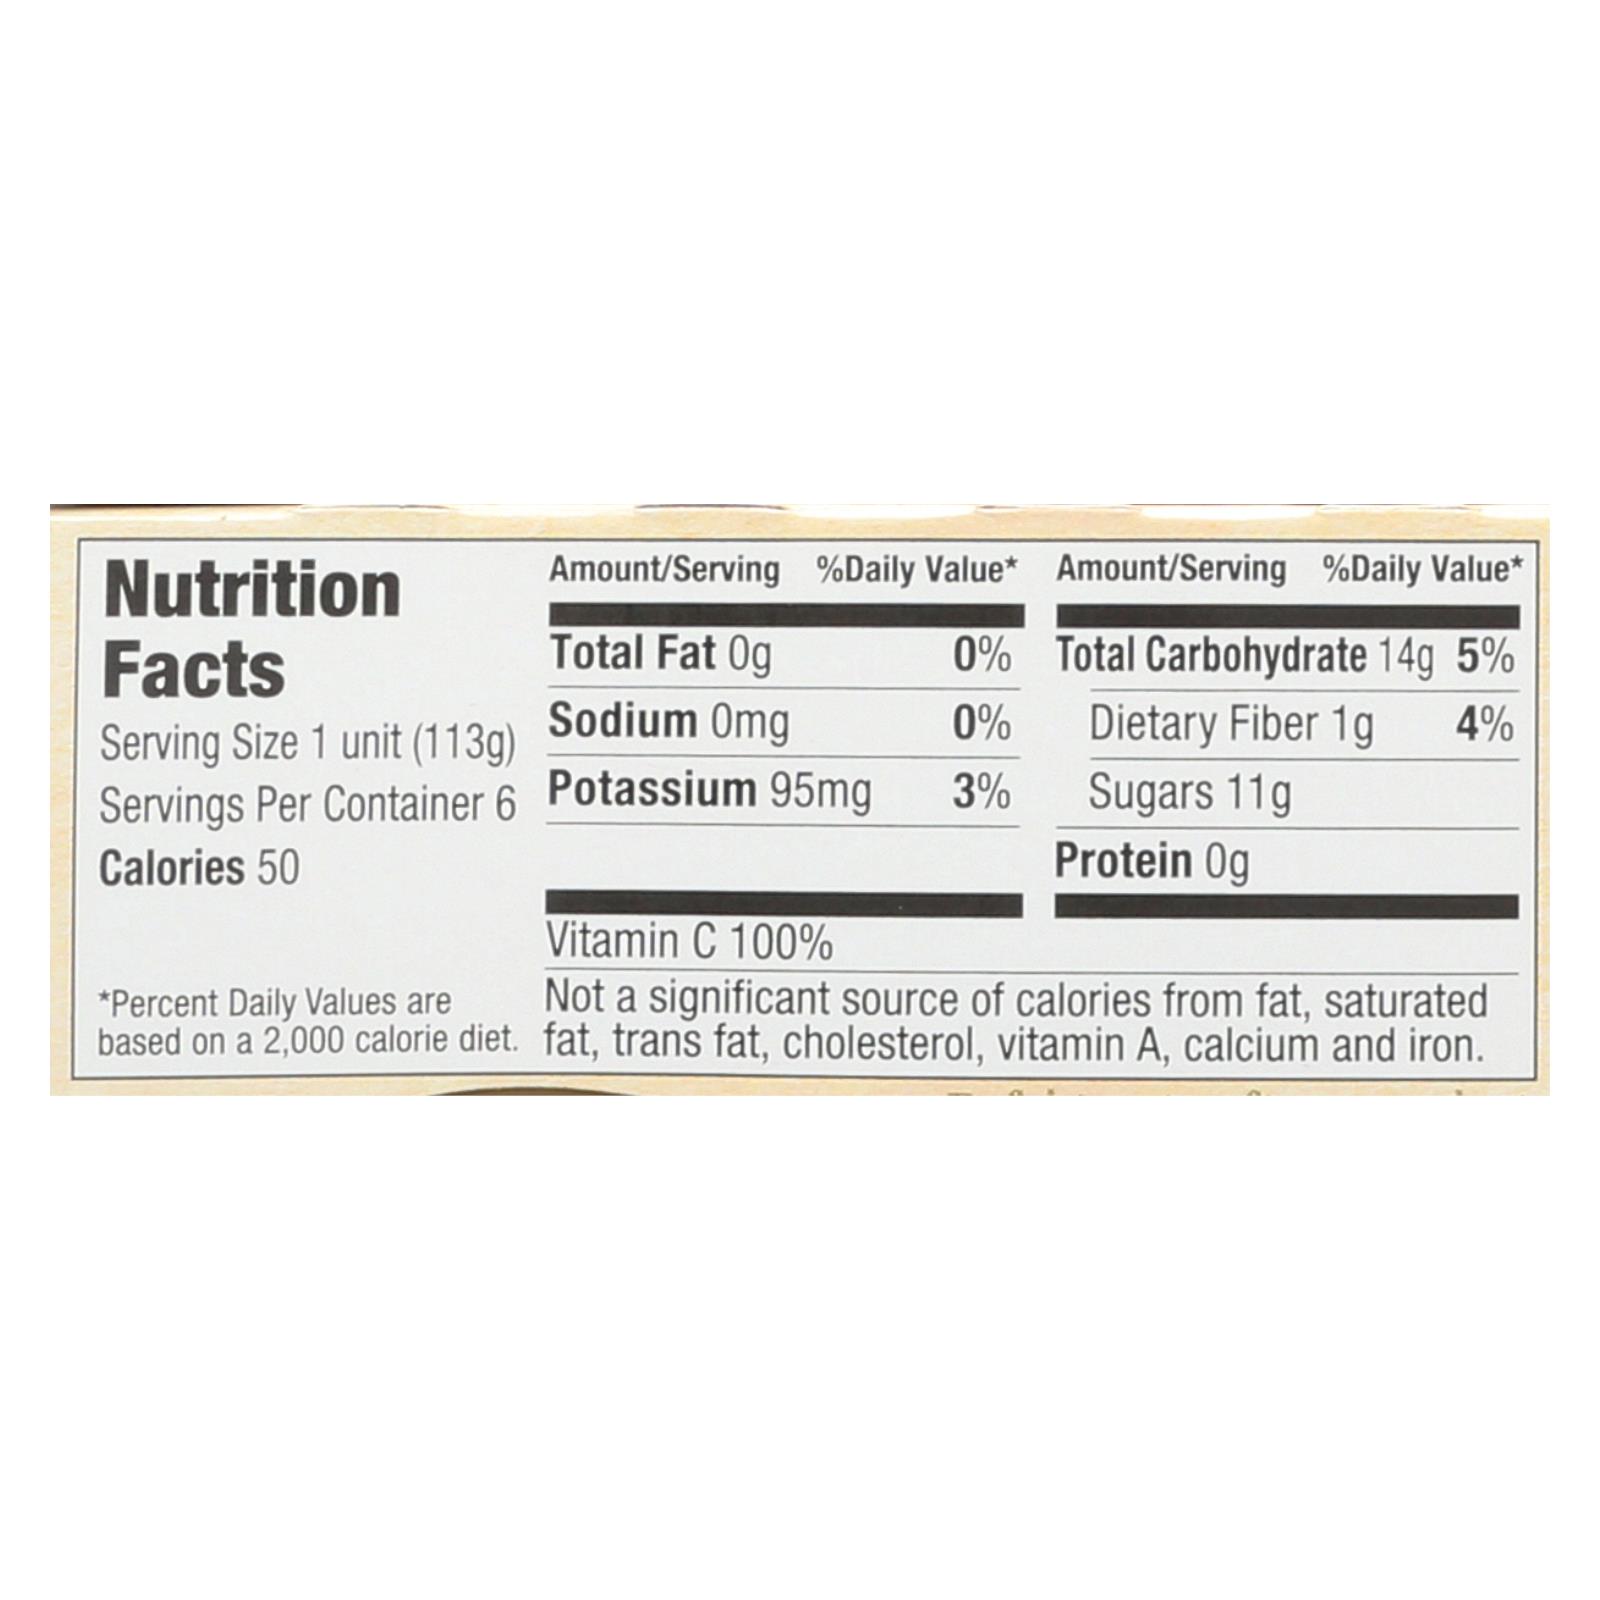 Nutrition
Facts
Serving Size 1 unit (113g)
Servings Per Container 6
Calories 50
*Percent Daily Values are
based on a 2,000 calorie diet.
Amount/Serving %Daily Value*
Total Fat 0g 0%
Sodium 0mg 0%
Potassium 95mg 3%
Amount/Serving %Daily Value*
Total Carbohydrate 14g 5%
Dietary Fiber 1g 4%
Sugars 11g
Protein 0g
Vitamin C 100%
Not a significant source of calories from fat, saturated
fat, trans fat, cholesterol, vitamin A, calcium and iron.